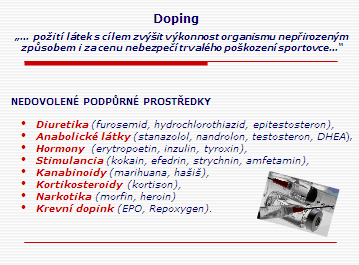 Doping
„... požití látek s cílem zvýšit výkonnost organismu nepřirozeným
způsobem i za cenu nebezpečí trvalého poškození sportovce..."
NEDOVOLENÉ PODPŮRNÉ PROSTŘEDKY
• Diuretika (furosemid, hydrochlorothiazid, epitestosteron),
• Anabolické látky (stanazolol, nandrolon, testosteron, DHEA),
• Hormony (erytropoetin, inzulin, tyroxin),
• Stimulancia (kokain, efedrin, strychnin, amfetamin),
• Kanabinoidy (marihuana, hašiš),
• Kortikosteroidy (kortison),
• Narkotika (morfin, heroin)
• Krevní dopink (EPO, Repoxygen).